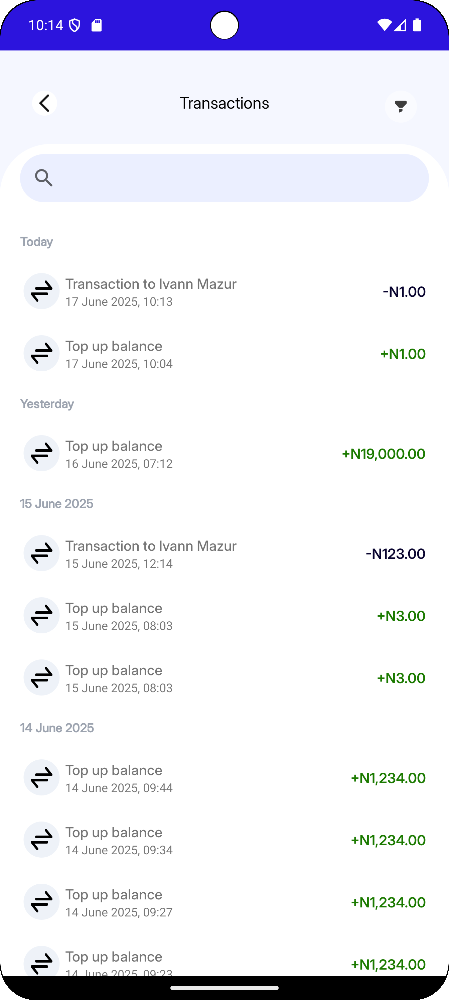 10:14
Transactions
Today
Transaction to Ivann Mazur
17 June 2025, 10:13
-N1.00
Top up balance
17 June 2025, 10:04
+N1.00
Yesterday
Top up balance
16 June 2025, 07:12
+N19,000.00
15 June 2025
Transaction to Ivann Mazur
15 June 2025, 12:14
-N123.00
Top up balance
15 June 2025, 08:03
+N3.00
Top up balance
15 June 2025, 08:03
+N3.00
14 June 2025
Top up balance
14 June 2025, 09:44
+N1,234.00
Top up balance
14 June 2025, 09:34
+N1,234.00
Top up balance
14 June 2025, 09:27
+N1,234.00
Top up balance
14 June 2025, 09:23
+N1,234.00